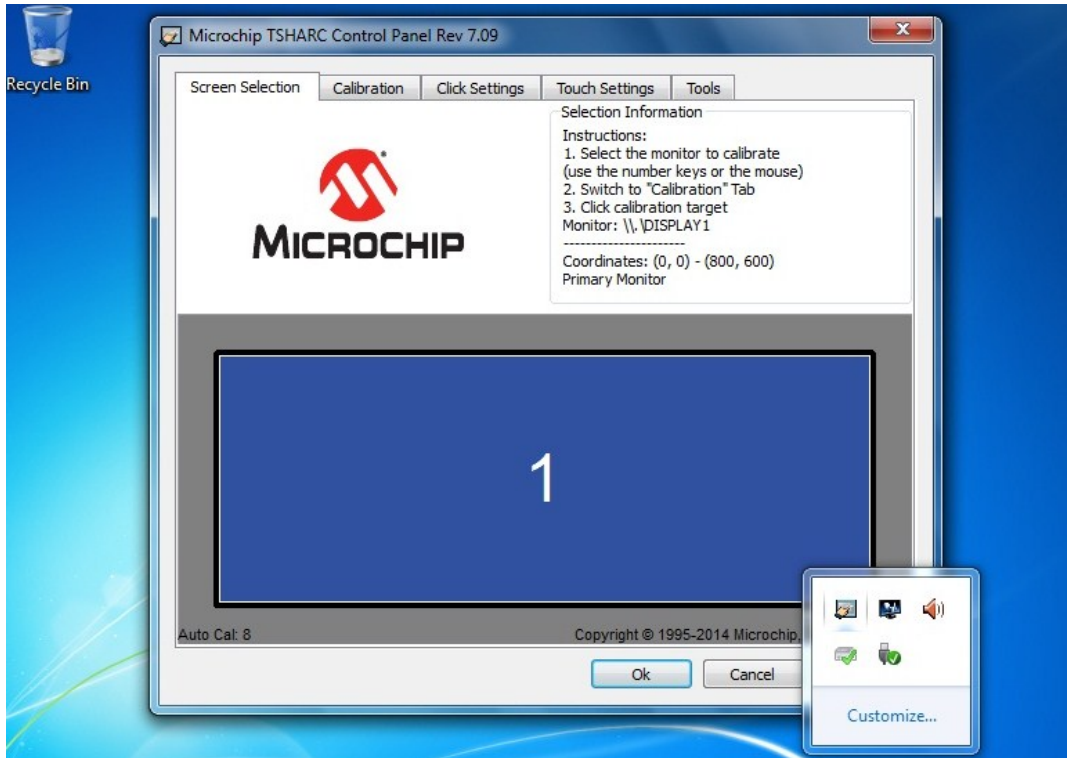 Recycle Bin
Microchip TSHARC Control Panel Rev 7.09
Screen Selection
Calibration
Click Settings
Touch Settings
Tools
MICROCHIP
Selection Information
Instructions:
1. Select the monitor to calibrate
(use the number keys or the mouse)
2. Switch to "Calibration" Tab
3. Click calibration target
Monitor: \\.\DISPLAY1
----------------------
Coordinates: (0, 0) - (800, 600)
Primary Monitor
1
Auto Cal: 8
Copyright © 1995-2014 Microchip,
Ok
Cancel
Customize...